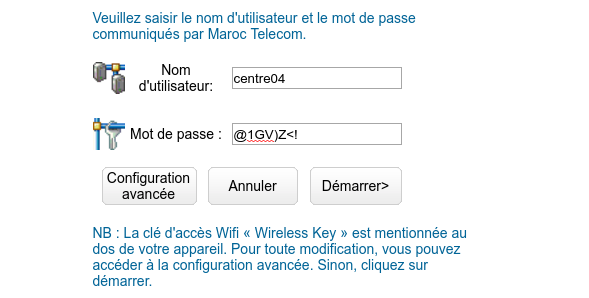 Veuillez saisir le nom d'utilisateur et le mot de passe
communiqués par Maroc Telecom.
Nom
d'utilisateur:
centre04
Mot de passe :
@1GV)Z<!
Configuration
avancée
Annuler
Démarrer>
NB : La clé d'accès Wifi « Wireless Key » est mentionnée au
dos de votre appareil. Pour toute modification, vous pouvez
accéder à la configuration avancée. Sinon, cliquez sur
démarrer.